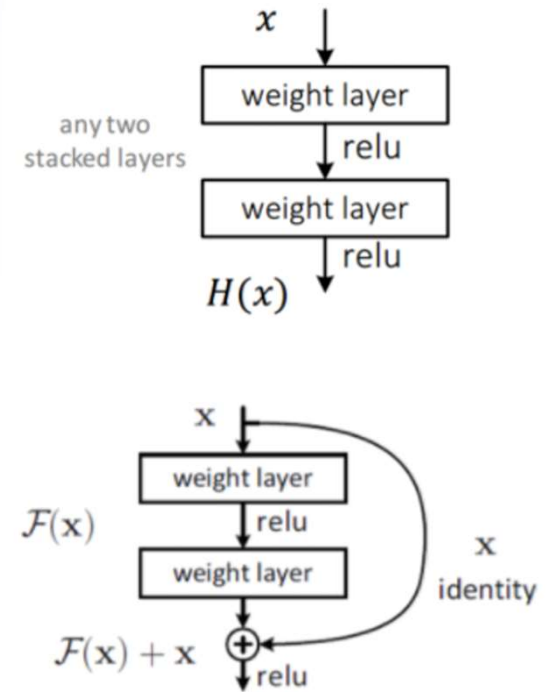 x
weight layer
any two
stacked layers
relu
weight layer
relu
H(x)
x
weight layer
F(x)
relu
x
identity
weight layer
F(x) + x
relu